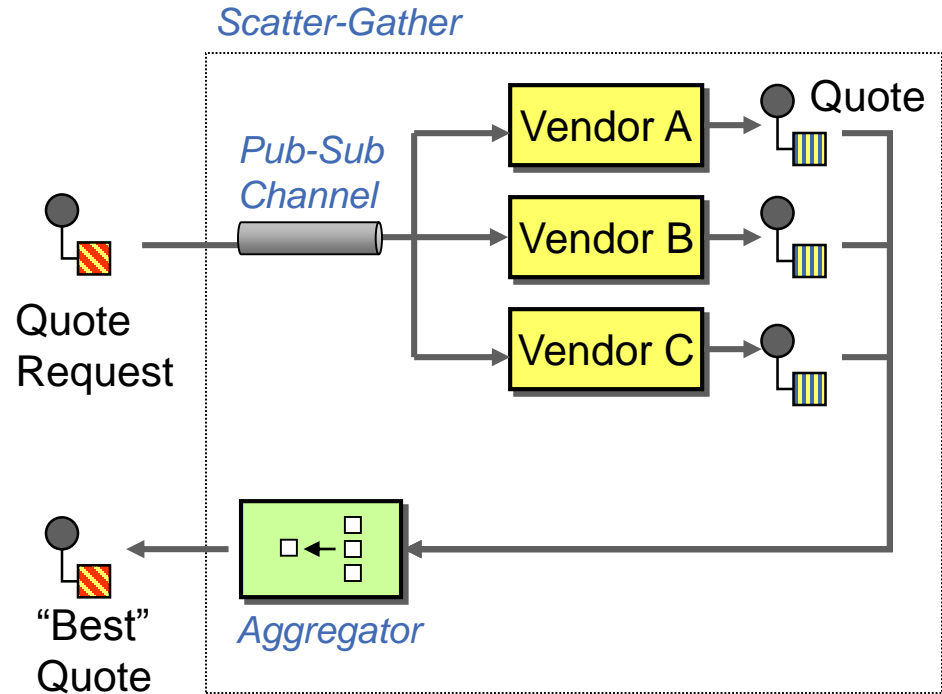 Scatter-Gather
Pub-Sub
Channel
Vendor A
Quote
Vendor B
Vendor C
Quote
Request
Aggregator
“Best”
Quote